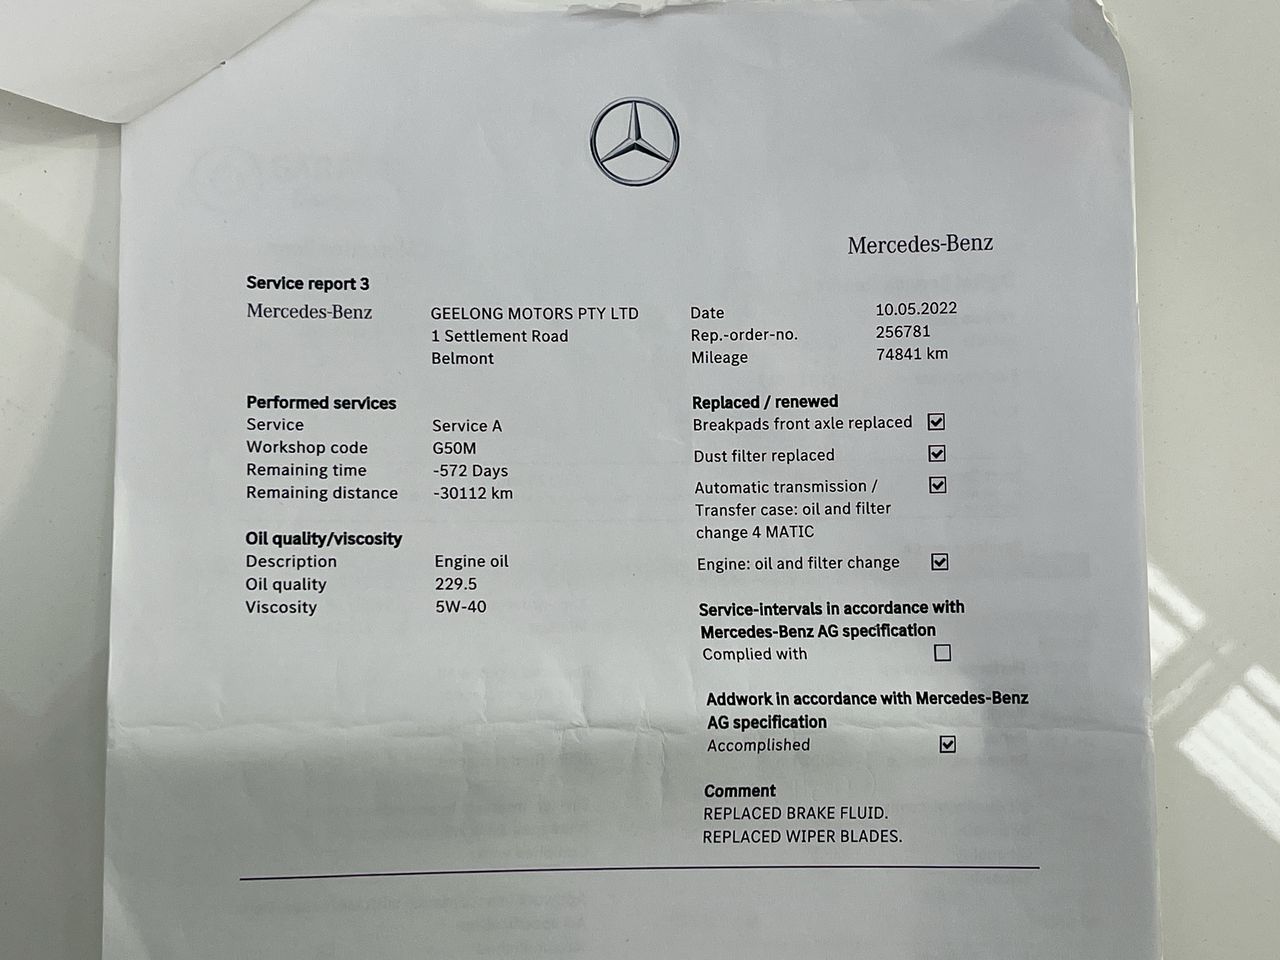 Mercedes-Benz
Service report 3
Mercedes-Benz
GEELONG MOTORS PTY LTD
1 Settlement Road
Belmont
Date 10.05.2022
Rep.-order-no. 256781
Mileage 74841 km
Performed services
Service Service A
Workshop code G50M
Remaining time -572 Days
Remaining distance -30112 km
Oil quality/viscosity
Description Engine oil
Oil quality 229.5
Viscosity 5W-40
Replaced / renewed
Breakpads front axle replaced
Dust filter replaced
Automatic transmission /
Transfer case: oil and filter
change 4 MATIC
Engine: oil and filter change
Service-intervals in accordance with
Mercedes-Benz AG specification
Complied with
Addwork in accordance with Mercedes-Benz
AG specification
Accomplished
Comment
REPLACED BRAKE FLUID.
REPLACED WIPER BLADES.